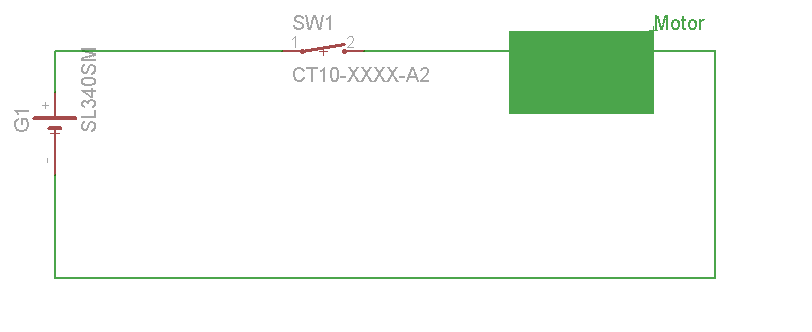 SW1
1 2
CT10-XXXX-A2
Motor
G1
+
-
SL340SM